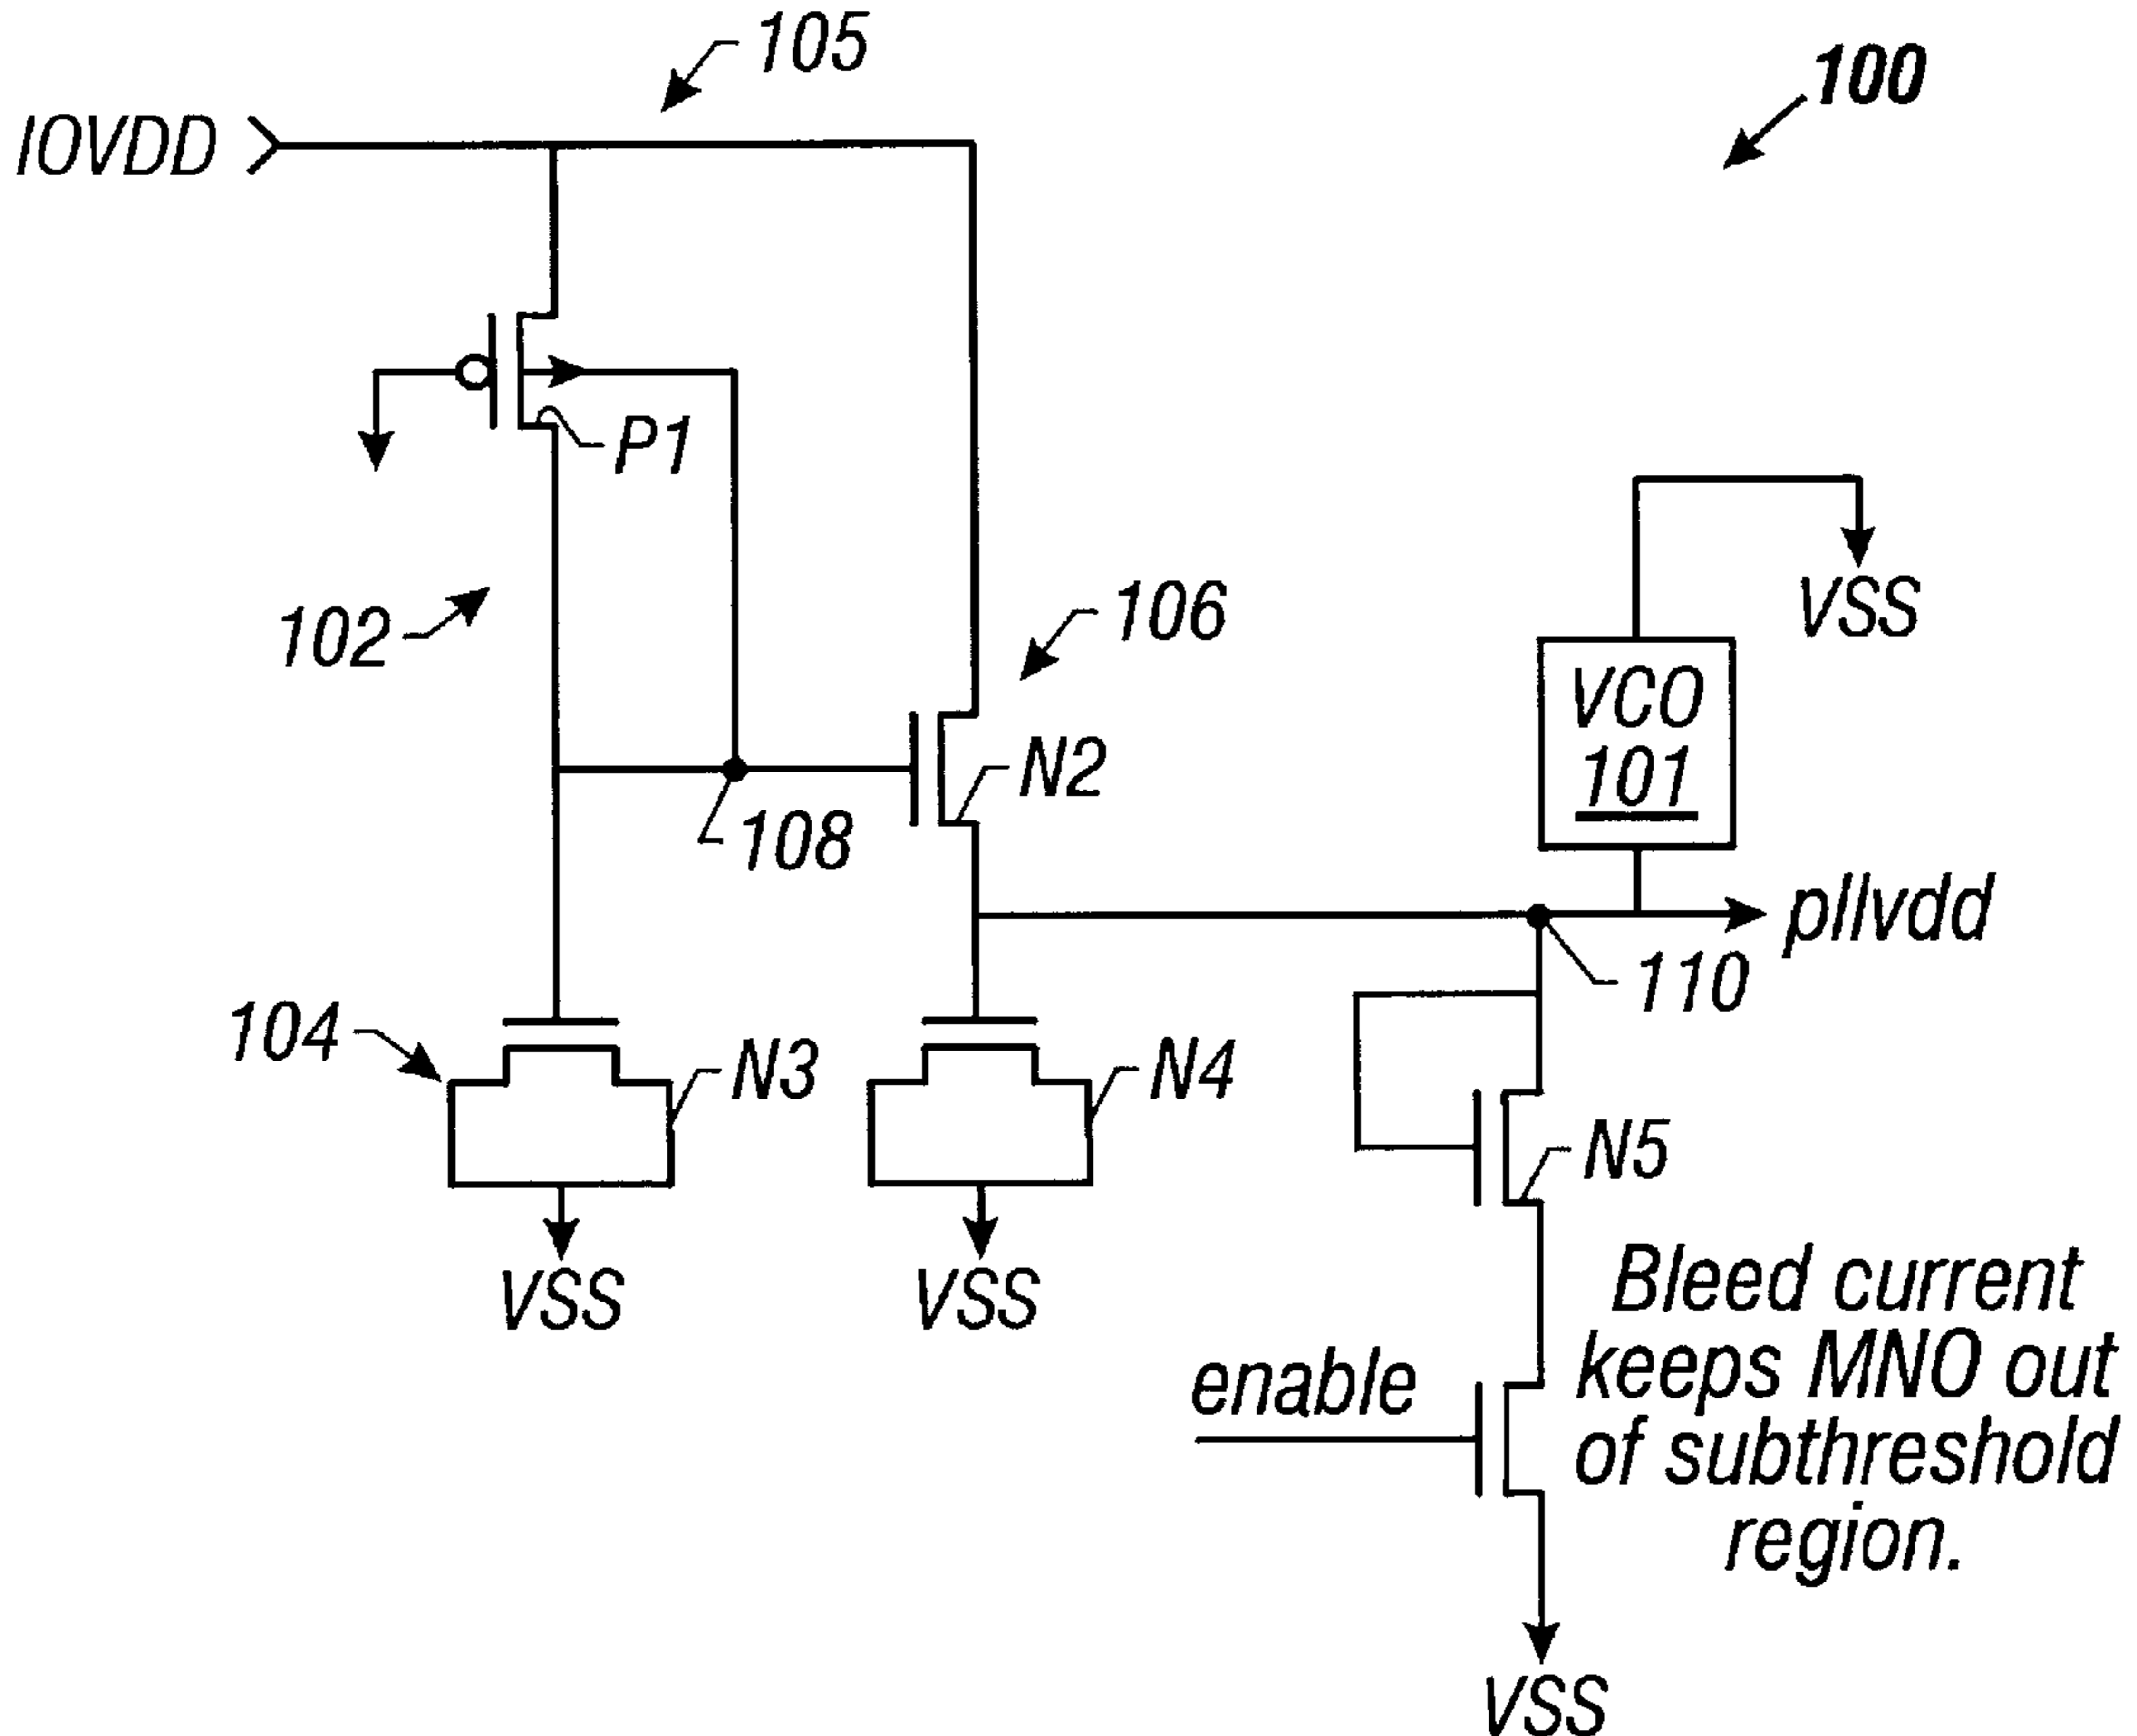 105
100
IOVDD
P1
102
106
VSS
VCO
101
N2
108
pllvdd
110
104
N3
N4
N5
VSS
VSS
Bleed current
keeps MNO out
of subthreshold
region.
enable
VSS